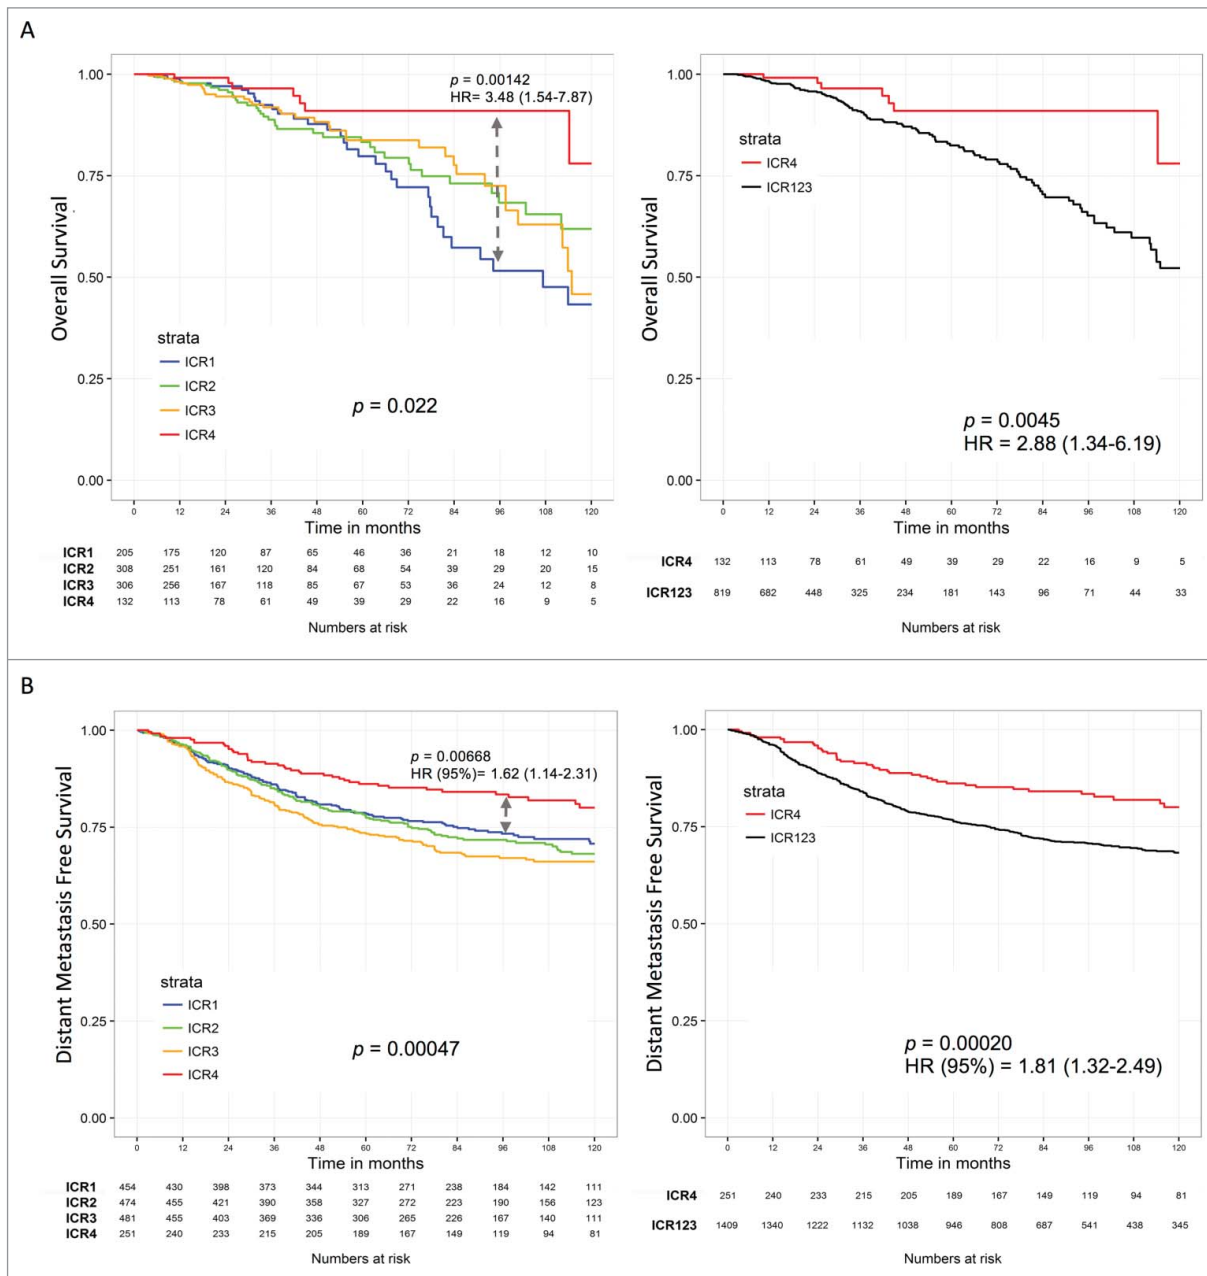 A
1.00
0.75
0.50
0.25
0.00
Overall Survival
p = 0.00142
HR= 3.48 (1.54-7.87)
strata
ICR1
ICR2
ICR3
ICR4
p = 0.022
0 12 24 36 48 60 72 84 96 108 120
Time in months
ICR1 205 175 120 87 65 46 36 21 18 12 10
ICR2 308 251 161 120 84 68 54 39 29 20 15
ICR3 306 256 167 118 85 67 53 36 24 12 8
ICR4 132 113 78 61 49 39 29 22 16 9 5
Numbers at risk
1.00
0.75
0.50
0.25
0.00
Overall Survival
strata
ICR4
ICR123
p = 0.0045
HR = 2.88 (1.34-6.19)
0 12 24 36 48 60 72 84 96 108 120
Time in months
ICR4 132 113 78 61 49 39 29 22 16 9 5
ICR123 819 682 448 325 234 181 143 96 71 44 33
Numbers at risk
B
1.00
0.75
0.50
0.25
0.00
Distant Metastasis Free Survival
p = 0.00668
HR (95%)= 1.62 (1.14-2.31)
strata
ICR1
ICR2
ICR3
ICR4
p = 0.00047
0 12 24 36 48 60 72 84 96 108 120
Time in months
ICR1 454 430 398 373 344 313 271 238 184 142 111
ICR2 474 455 421 390 358 327 272 223 190 156 123
ICR3 481 455 403 369 336 306 265 226 167 140 111
ICR4 251 240 233 215 205 189 167 149 119 94 81
Numbers at risk
1.00
0.75
0.50
0.25
0.00
Distant Metastasis Free Survival
strata
ICR4
ICR123
p = 0.00020
HR (95%) = 1.81 (1.32-2.49)
0 12 24 36 48 60 72 84 96 108 120
Time in months
ICR4 251 240 233 215 205 189 167 149 119 94 81
ICR123 1409 1340 1222 1132 1038 946 808 687 541 438 345
Numbers at risk